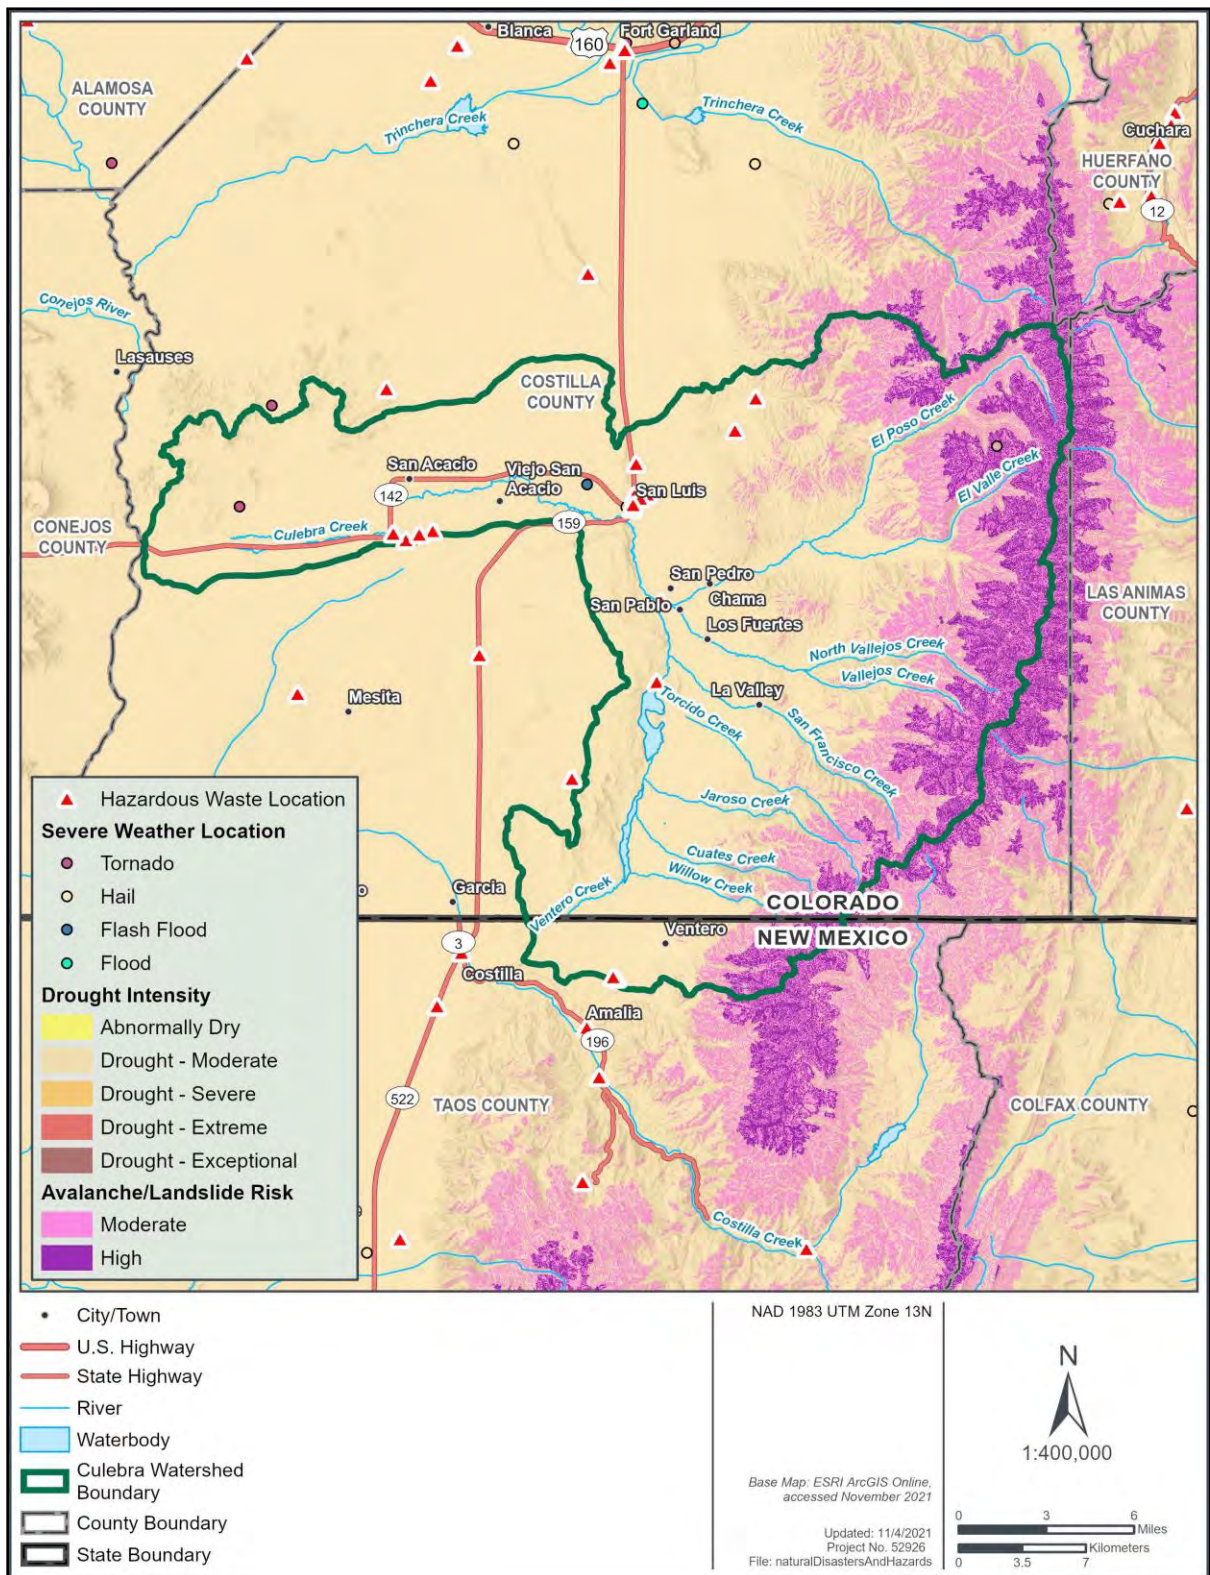 Blanca
160
Fort Garland
ALAMOSA
COUNTY
Trinchera Creek
Trinchera Creek
Cuchara
HUERFANO
COUNTY
12
Conejos River
Lasauses
COSTILLA
COUNTY
El Poso Creek
San Acacio
Viejo San
Acacio
142
San Luis
El Valle Creek
CONEJOS
COUNTY
Culebra Creek
159
San Pedro
San Pablo
Chama
LAS ANIMAS
COUNTY
Los Fuertes
North Vallejos Creek
Vallejos Creek
Mesita
La Valley
Torcido Creek
San Francisco Creek
Jaroso Creek
Cuates Creek
Willow Creek
Garcia
Ventero Creek
COLORADO
NEW MEXICO
3
Ventero
Costilla
Amalia
196
522
TAOS COUNTY
COLFAX COUNTY
Costilla Creek
Hazardous Waste Location
Severe Weather Location
Tornado
Hail
Flash Flood
Flood
Drought Intensity
Abnormally Dry
Drought - Moderate
Drought - Severe
Drought - Extreme
Drought - Exceptional
Avalanche/Landslide Risk
Moderate
High
City/Town
U.S. Highway
State Highway
River
Waterbody
Culebra Watershed
Boundary
County Boundary
State Boundary
NAD 1983 UTM Zone 13N
Base Map: ESRI ArcGIS Online,
accessed November 2021
Updated: 11/4/2021
Project No. 52926
File: naturalDisastersAndHazards
N
1:400,000
0 3 6
Miles
Kilometers
0 3.5 7